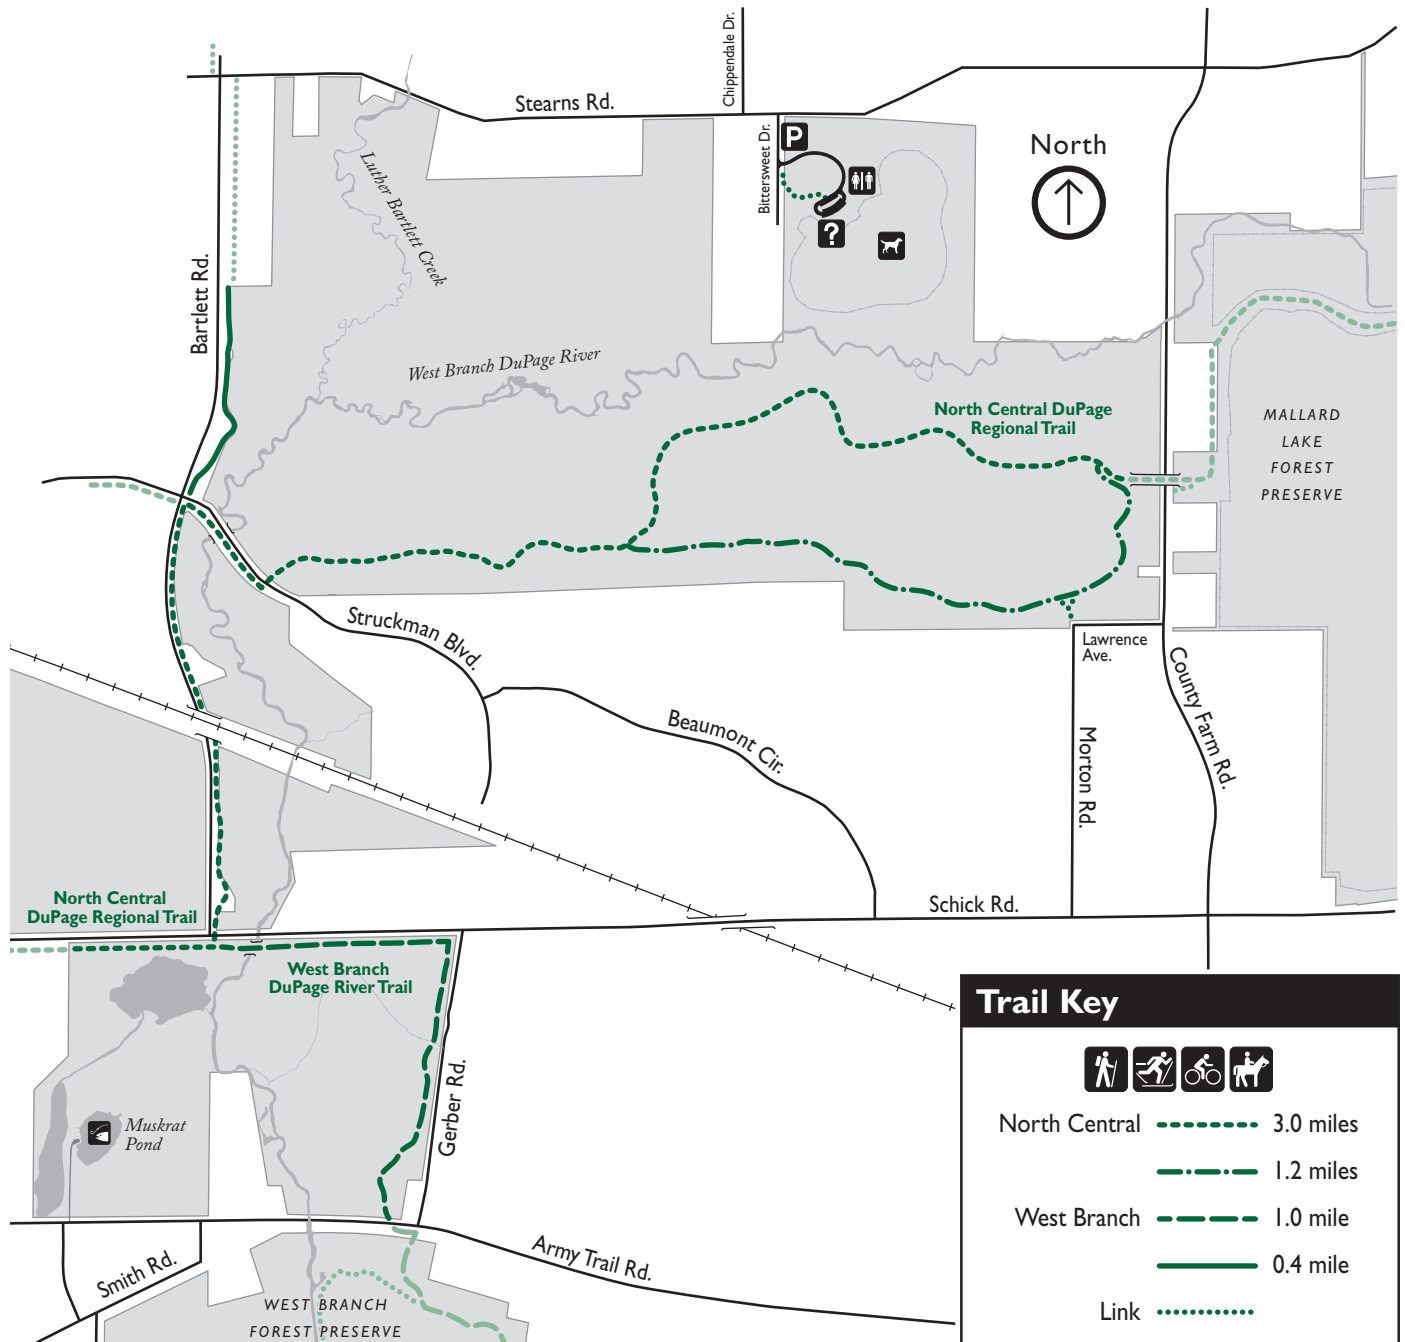 Chippendale Dr.
Stearns Rd.
P
Bittersweet Dr.
?
North
Luther Bartlett Creek
Bartlett Rd.
West Branch DuPage River
North Central DuPage
Regional Trail
MALLARD
LAKE
FOREST
PRESERVE
Struckman Blvd.
Lawrence
Ave.
County Farm Rd.
Beaumont Cir.
Morton Rd.
North Central
DuPage Regional Trail
Schick Rd.
West Branch
DuPage River Trail
Gerber Rd.
Muskrat
Pond
Army Trail Rd.
Smith Rd.
WEST BRANCH
FOREST PRESERVE
Trail Key
North Central 3.0 miles
1.2 miles
West Branch 1.0 mile
0.4 mile
Link